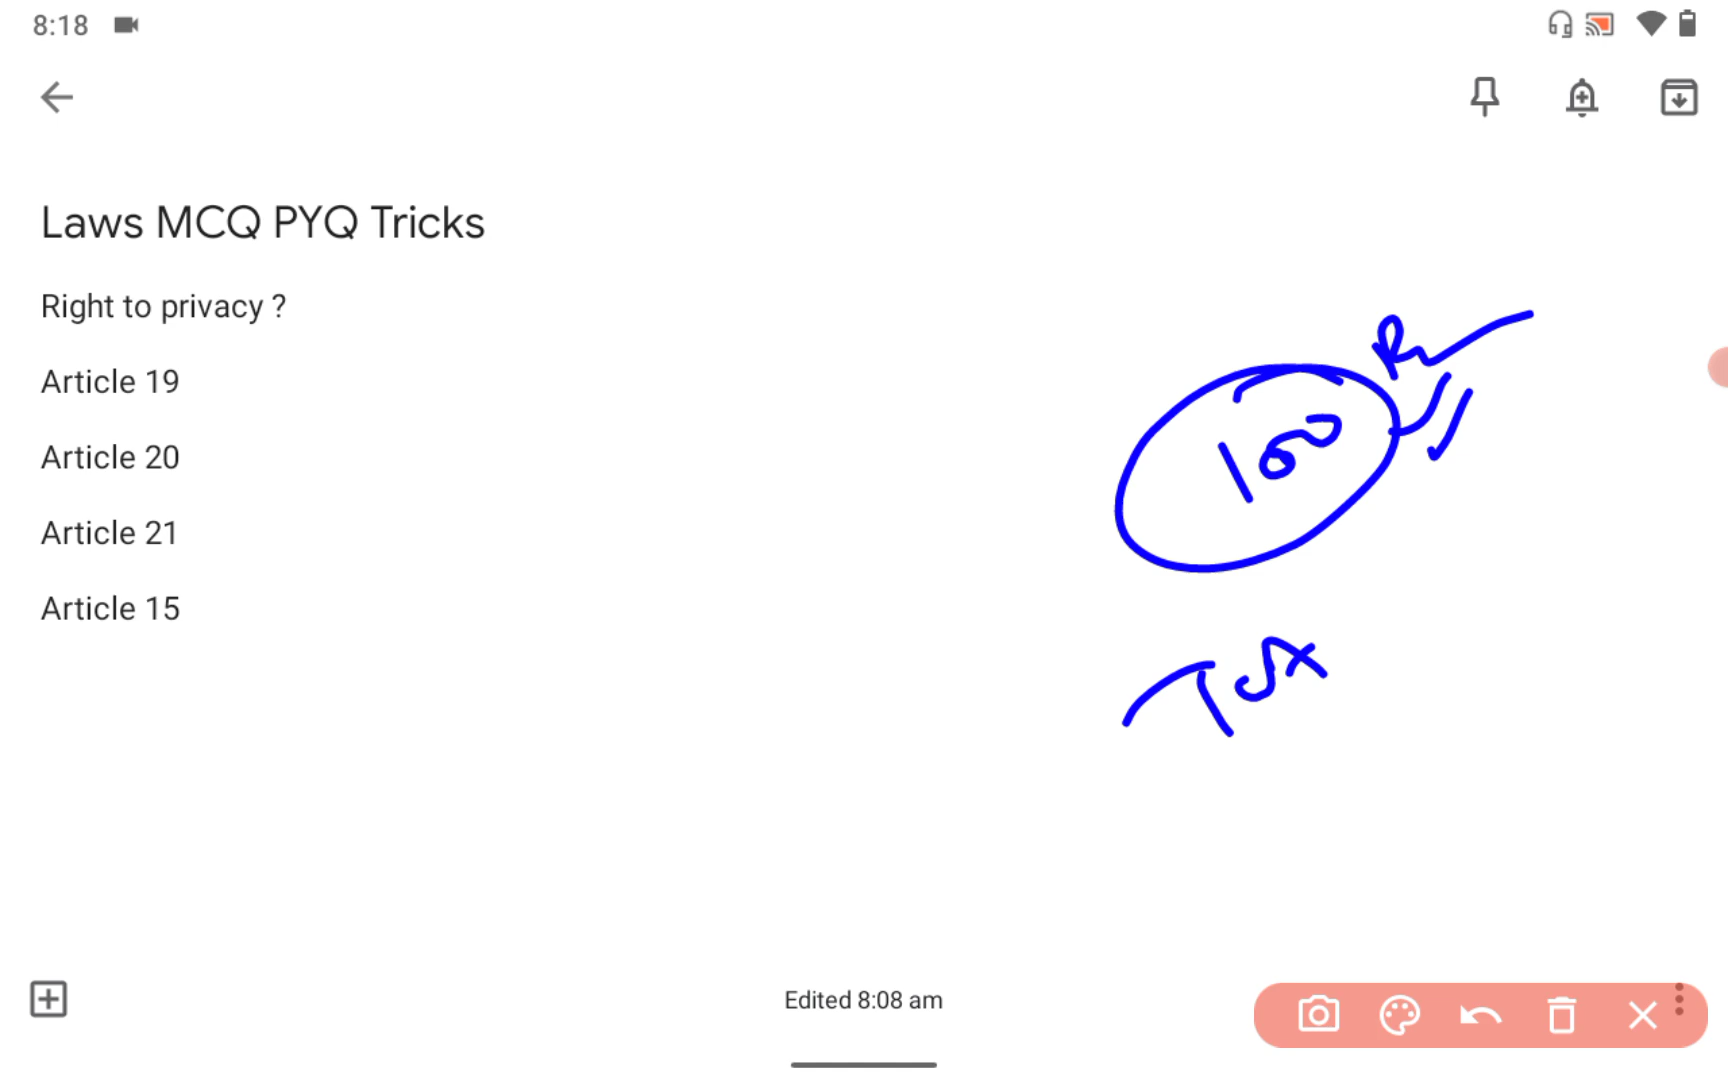 8:18
Laws MCQ PYQ Tricks
Right to privacy ?
Article 19
Article 20
Article 21
Article 15
100
Edited 8:08 am